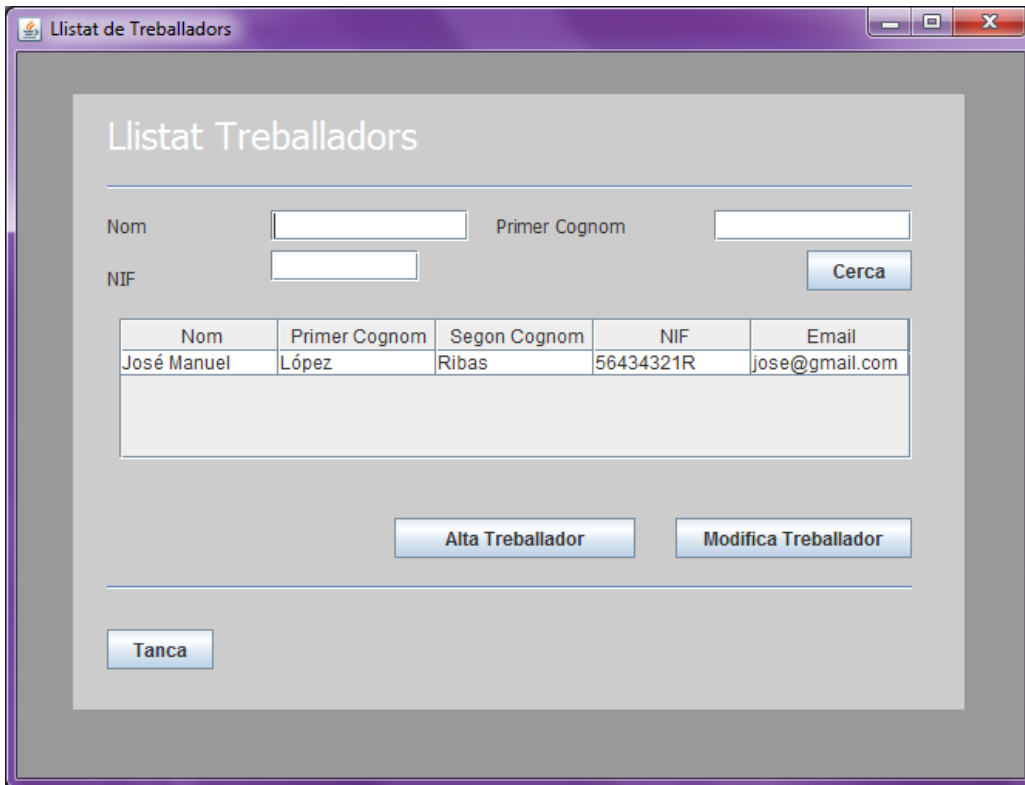 Llistat de Treballadors
Llistat Treballadors
Nom Primer Cognom
NIF Cerca
Nom Primer Cognom Segon Cognom NIF Email
José Manuel López Ribas 56434321R jose@gmail.com
Alta Treballador Modifica Treballador
Tanca